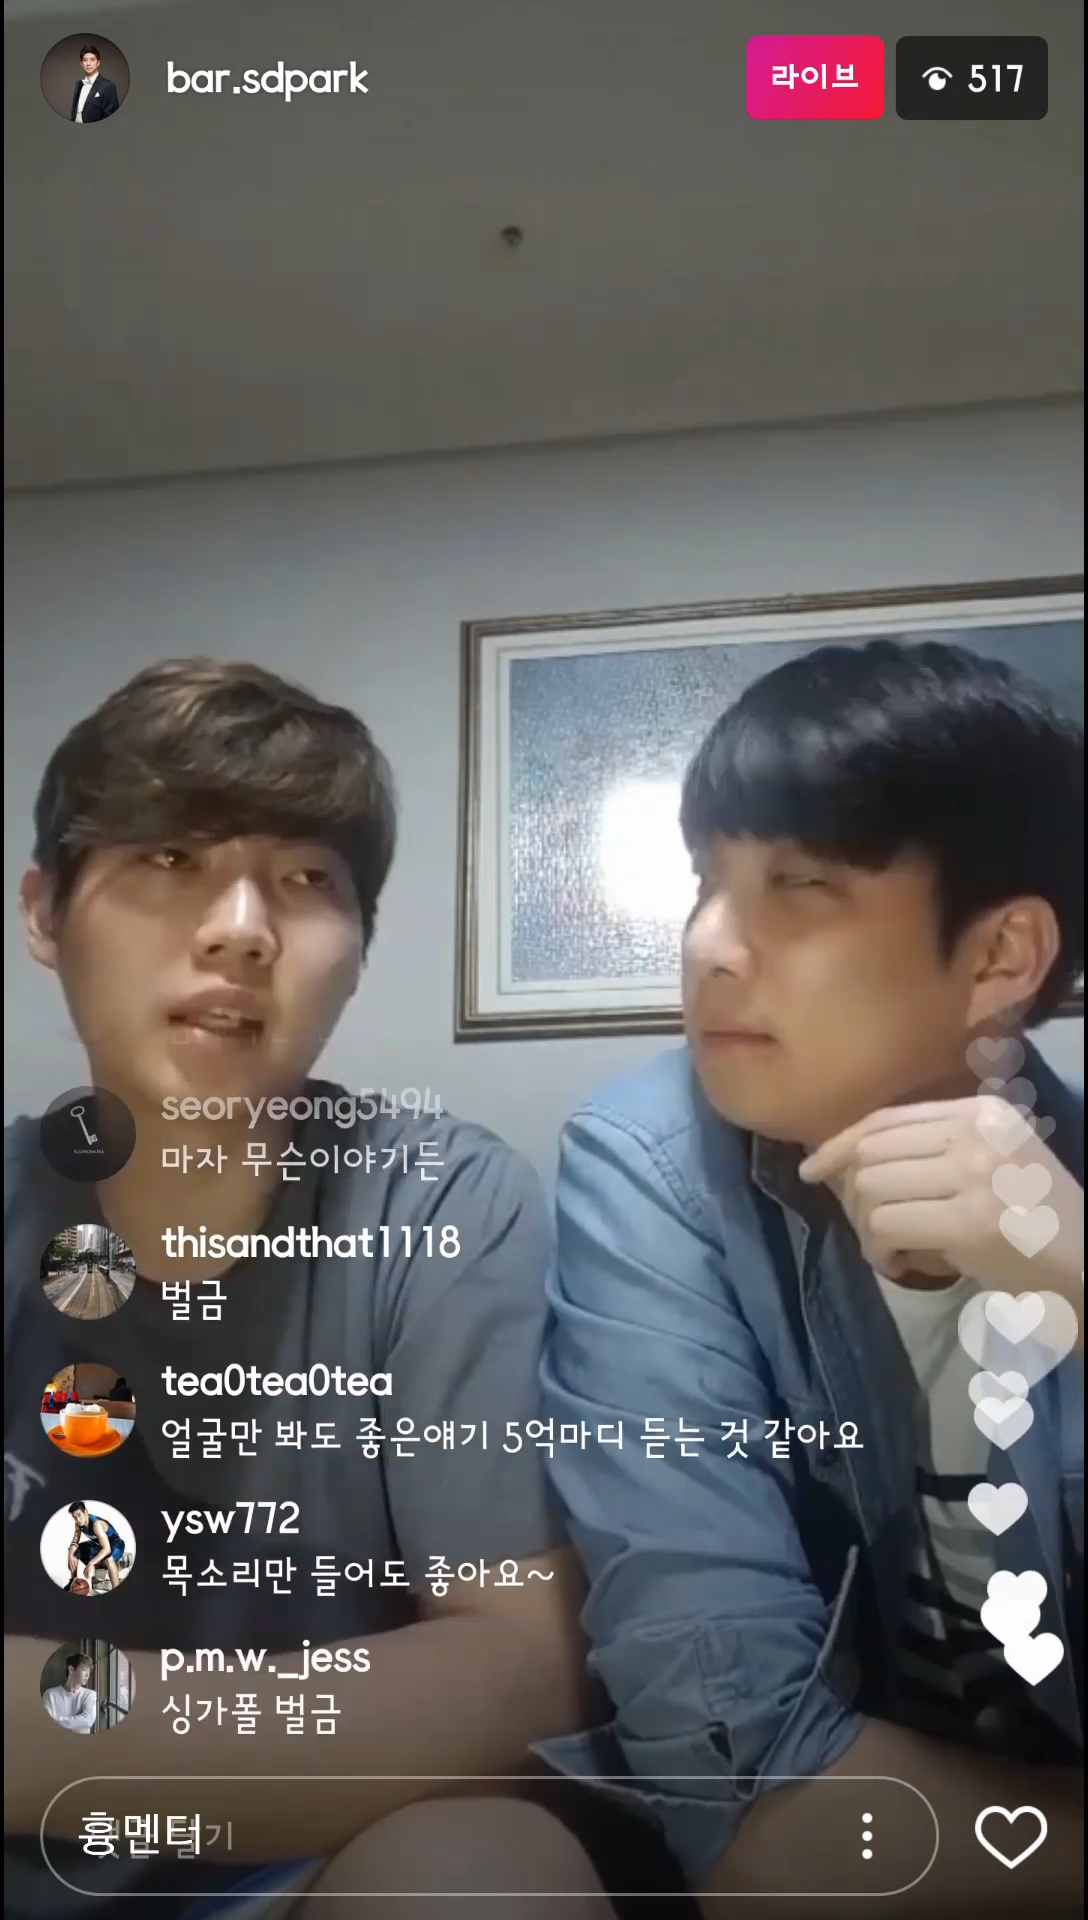 bar.sdpark
라이브
517
seoryeong5494
마자 무슨이야기든
thisandthat1118
벌금
tea0tea0tea
얼굴만 봐도 좋은얘기 5억마디 듣는 것 같아요
ysw772
목소리만 들어도 좋아요~
p.m.w._jess
싱가폴 벌금
흉멘터